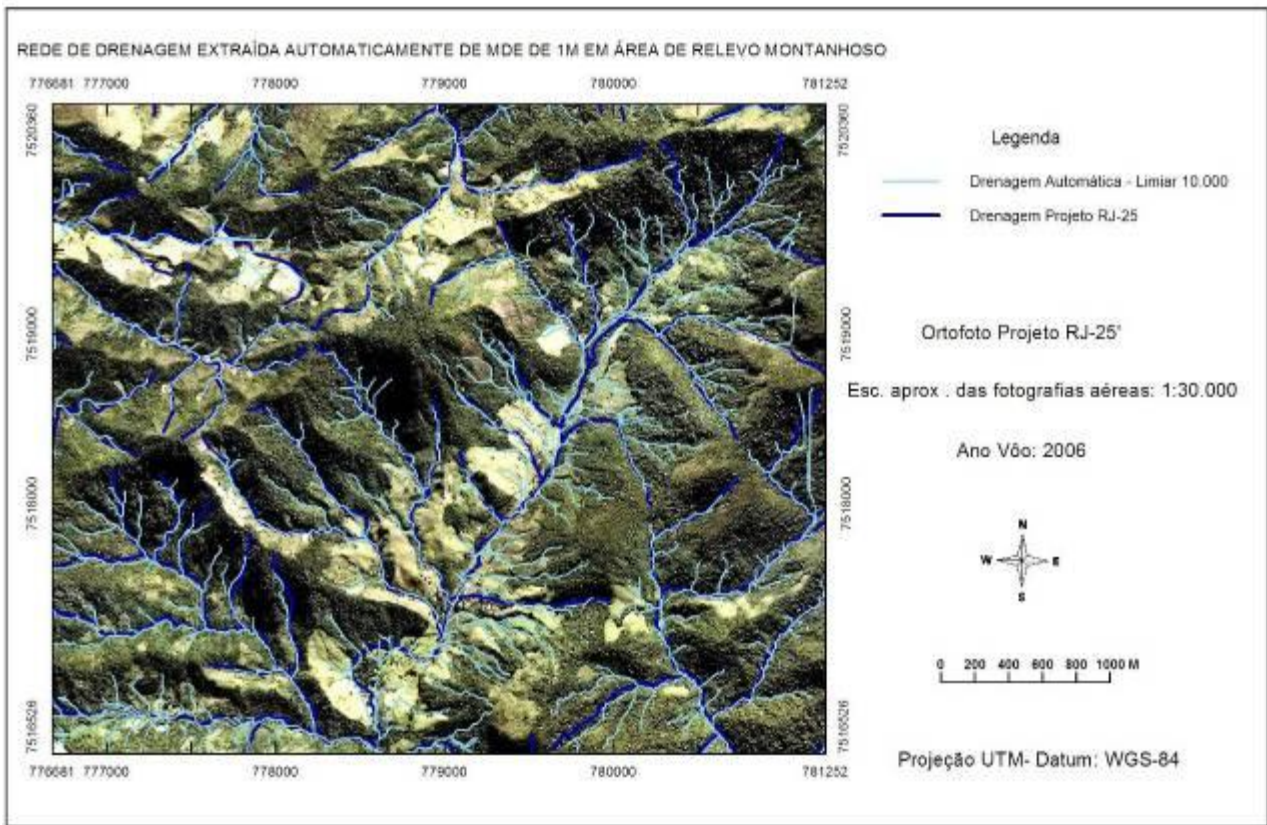 REDE DE DRENAGEM EXTRAÍDA AUTOMATICAMENTE DE MDE DE 1M EM ÁREA DE RELEVO MONTANHOSO
776681 777000 778000 779000 780000 781252
7520360 7520360
7519000 7519000
7518000 7518000
7516526 7516526
776681 777000 778000 779000 780000 781252
Legenda
Drenagem Automática - Limiar 10.000
Drenagem Projeto RJ-25
Ortofoto Projeto RJ-25'
Esc. aprox . das fotografias aéreas: 1:30.000
Ano Vôo: 2006
N
W E
S
0 200 400 600 800 1000 M
Projeção UTM- Datum: WGS-84